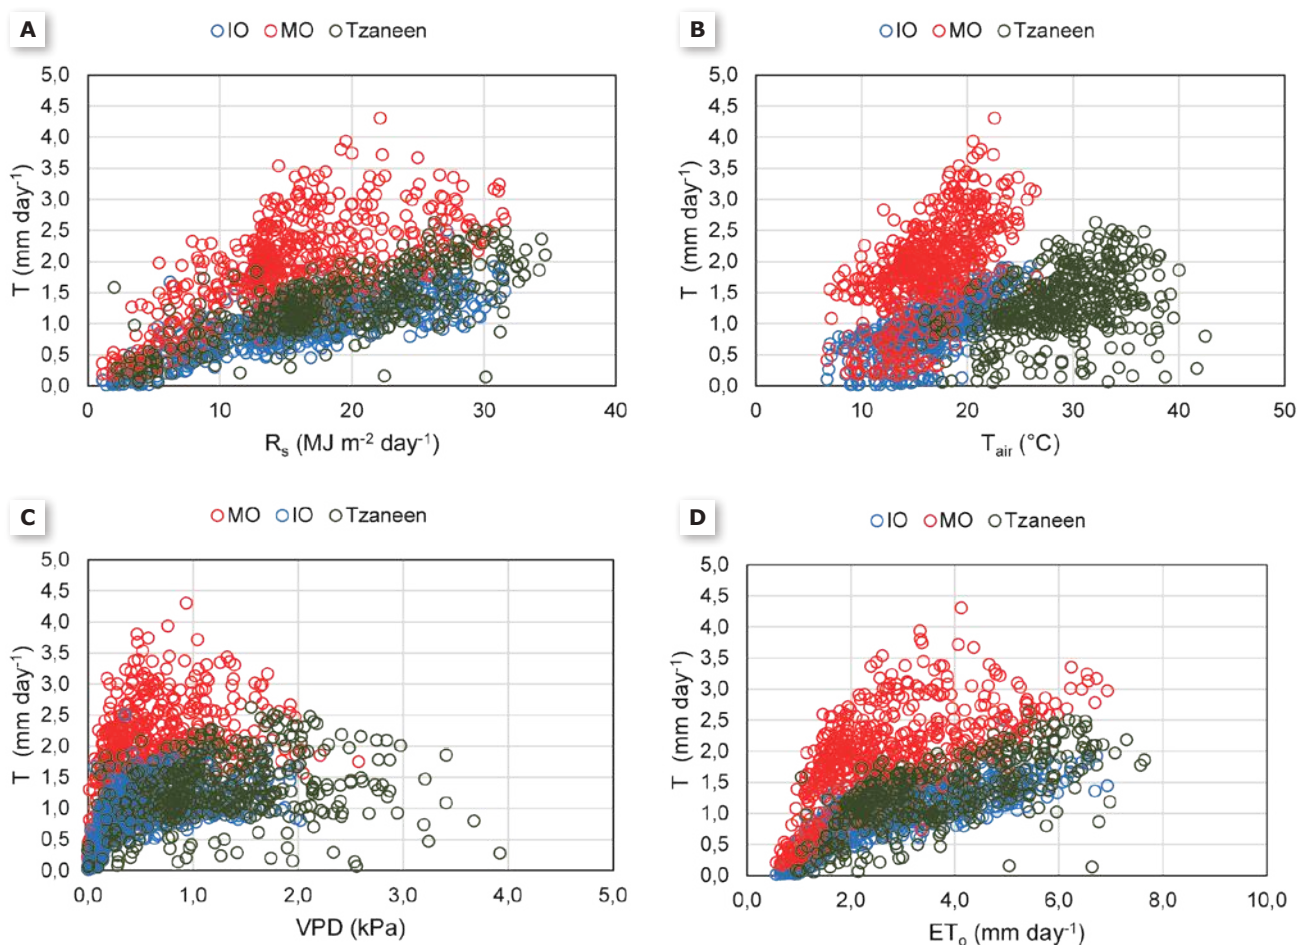 A
IO MO Tzaneen
5,0
4,5
4,0
3,5
3,0
2,5
2,0
1,5
1,0
0,5
0,0
T (mm day-1)
0 10 20 30 40
Rs (MJ m-2 day-1)
B
IO MO Tzaneen
5,0
4,5
4,0
3,5
3,0
2,5
2,0
1,5
1,0
0,5
0,0
T (mm day-1)
0 10 20 30 40 50
Tair (°C)
C
MO IO Tzaneen
5,0
4,5
4,0
3,5
3,0
2,5
2,0
1,5
1,0
0,5
0,0
T (mm day-1)
0,0 1,0 2,0 3,0 4,0 5,0
VPD (kPa)
D
IO MO Tzaneen
5,0
4,5
4,0
3,5
3,0
2,5
2,0
1,5
1,0
0,5
0,0
T (mm day-1)
0,0 2,0 4,0 6,0 8,0 10,0
ETo (mm day-1)